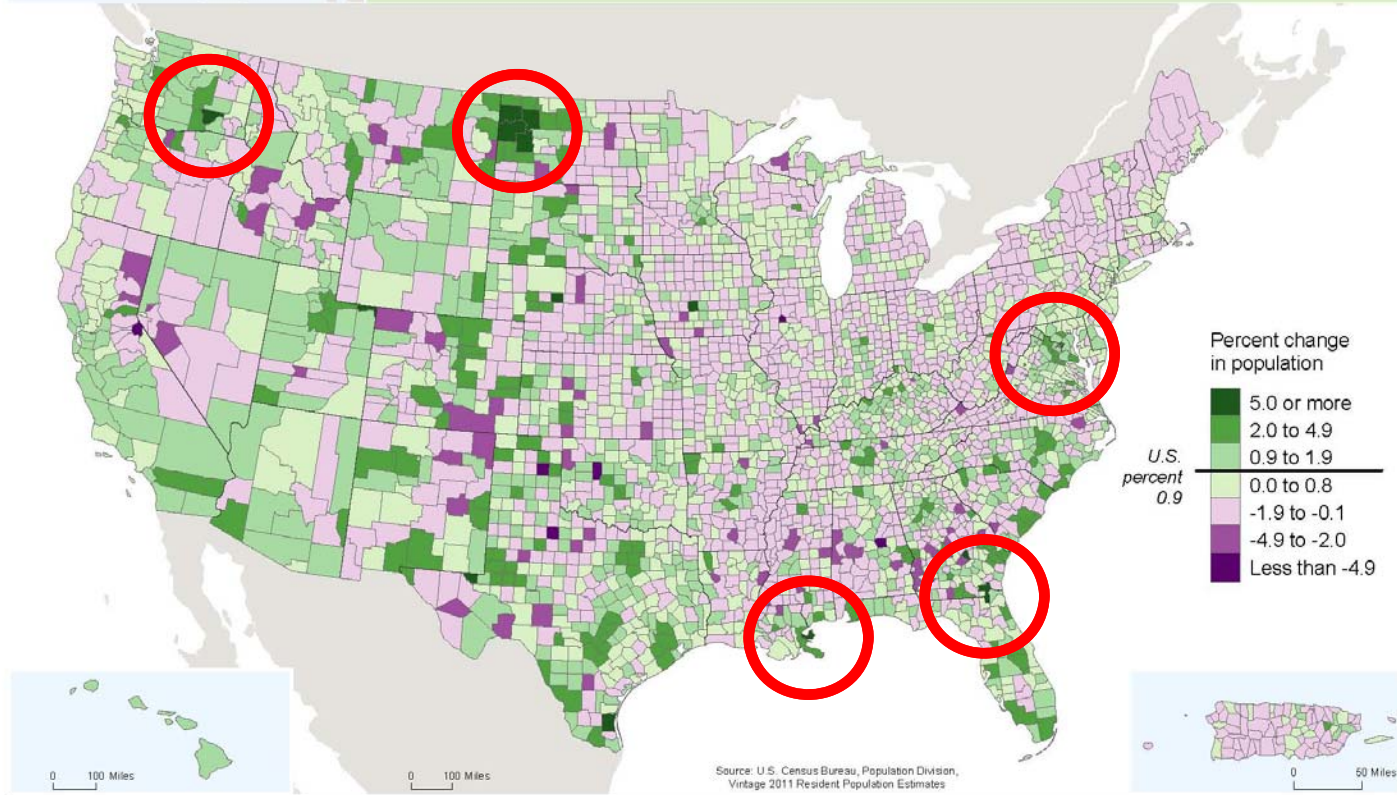 Percent change
in population
5.0 or more
2.0 to 4.9
0.9 to 1.9
U.S.
percent
0.9
0.0 to 0.8
-1.9 to -0.1
-4.9 to -2.0
Less than -4.9
0 100 Miles
0 100 Miles
Source: U.S. Census Bureau, Population Division,
Vintage 2011 Resident Population Estimates
0 50 Miles